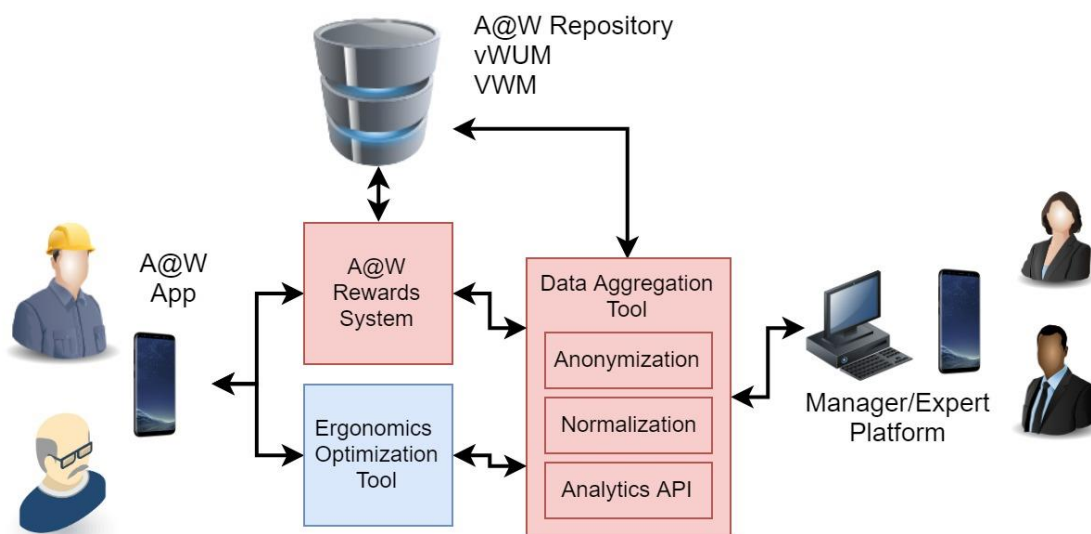 A@W Repository
vWUM
VWM
A@W
App
A@W
Rewards
System
Ergonomics
Optimization
Tool
Data Aggregation
Tool
Anonymization
Normalization
Analytics API
Manager/Expert
Platform